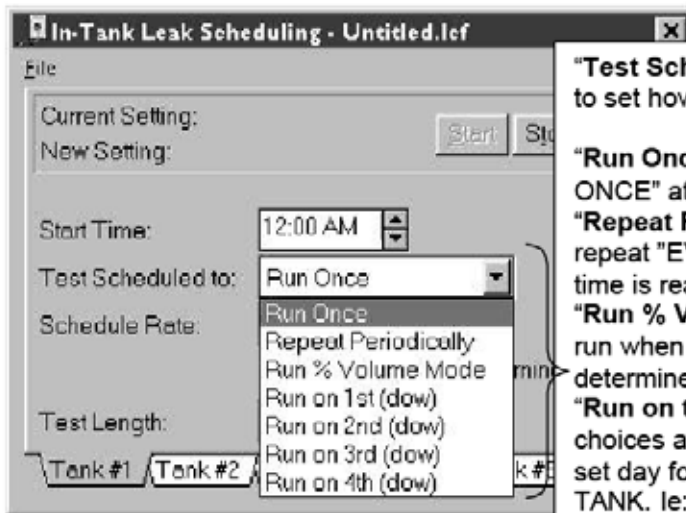 In-Tank Leak Scheduling - Untitled.lcf
File
Current Setting:
New Setting:
Start
Start Time:
12:00 AM
Test Scheduled to:
Run Once
Schedule Rate:
Run Once
Repeat Periodically
Run % Volume Mode
Run on 1st (dow)
Run on 2nd (dow)
Run on 3rd (dow)
Run on 4th (dow)
Test Length:
Tank #1
Tank #2
"Test Sch
to set hov
"Run Onc
ONCE" af
"Repeat
repeat "E
time is rea
"Run % V
run when
determine
"Run on t
choices a
set day fo
TANK. Ie: